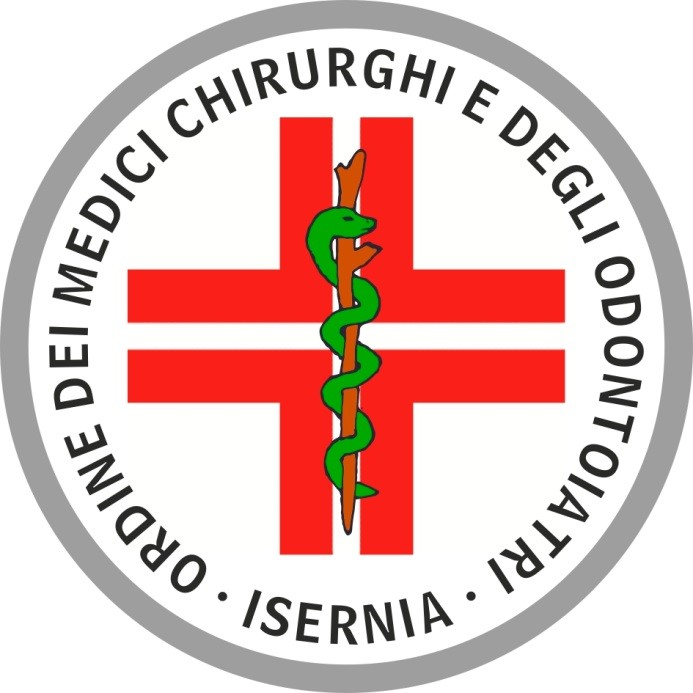 ORDINE DEI MEDICI CHIRURGHI E DEGLI ODONTOIATRI
· ISERNIA ·